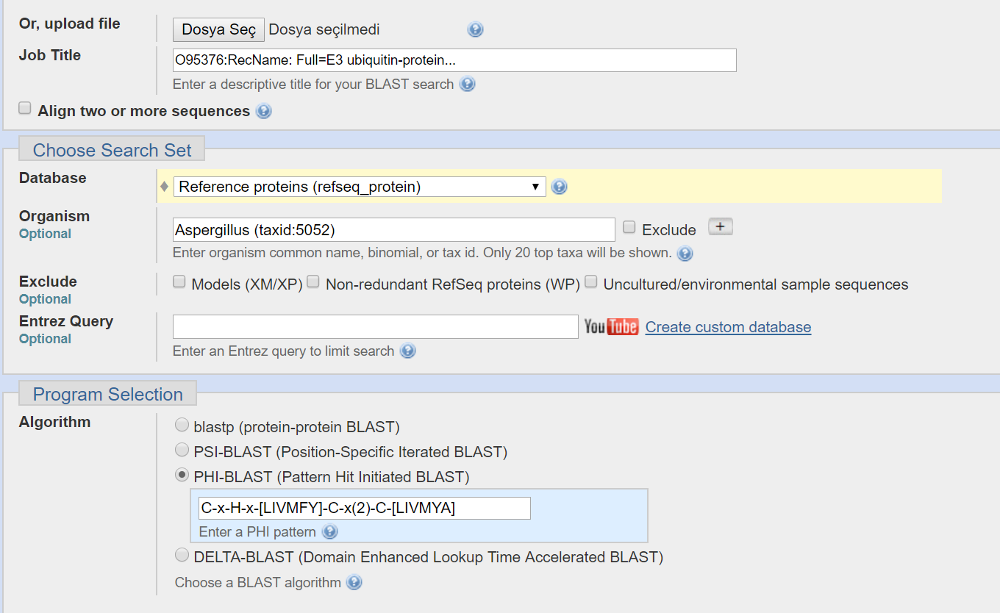 Or, upload file
Dosya Seç Dosya seçilmedi
Job Title
O95376:RecName: Full=E3 ubiquitin-protein...
Enter a descriptive title for your BLAST search
Align two or more sequences
Choose Search Set
Database
Reference proteins (refseq_protein)
Organism
Optional
Aspergillus (taxid:5052) Exclude +
Enter organism common name, binomial, or tax id. Only 20 top taxa will be shown.
Exclude
Optional
Models (XM/XP) Non-redundant RefSeq proteins (WP) Uncultured/environmental sample sequences
Entrez Query
Optional
YouTube Create custom database
Enter an Entrez query to limit search
Program Selection
Algorithm
blastp (protein-protein BLAST)
PSI-BLAST (Position-Specific Iterated BLAST)
PHI-BLAST (Pattern Hit Initiated BLAST)
C-x-H-x-[LIVMFY]-C-x(2)-C-[LIVMYA]
Enter a PHI pattern
DELTA-BLAST (Domain Enhanced Lookup Time Accelerated BLAST)
Choose a BLAST algorithm